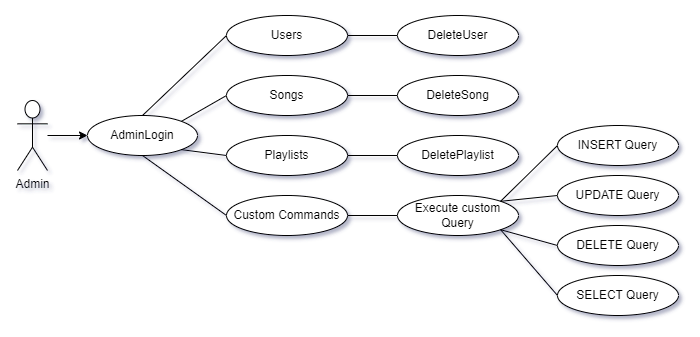 Users
DeleteUser
Songs
DeleteSong
Admin
AdminLogin
Playlists
DeletePlaylist
INSERT Query
UPDATE Query
Custom Commands
Execute custom
Query
DELETE Query
SELECT Query